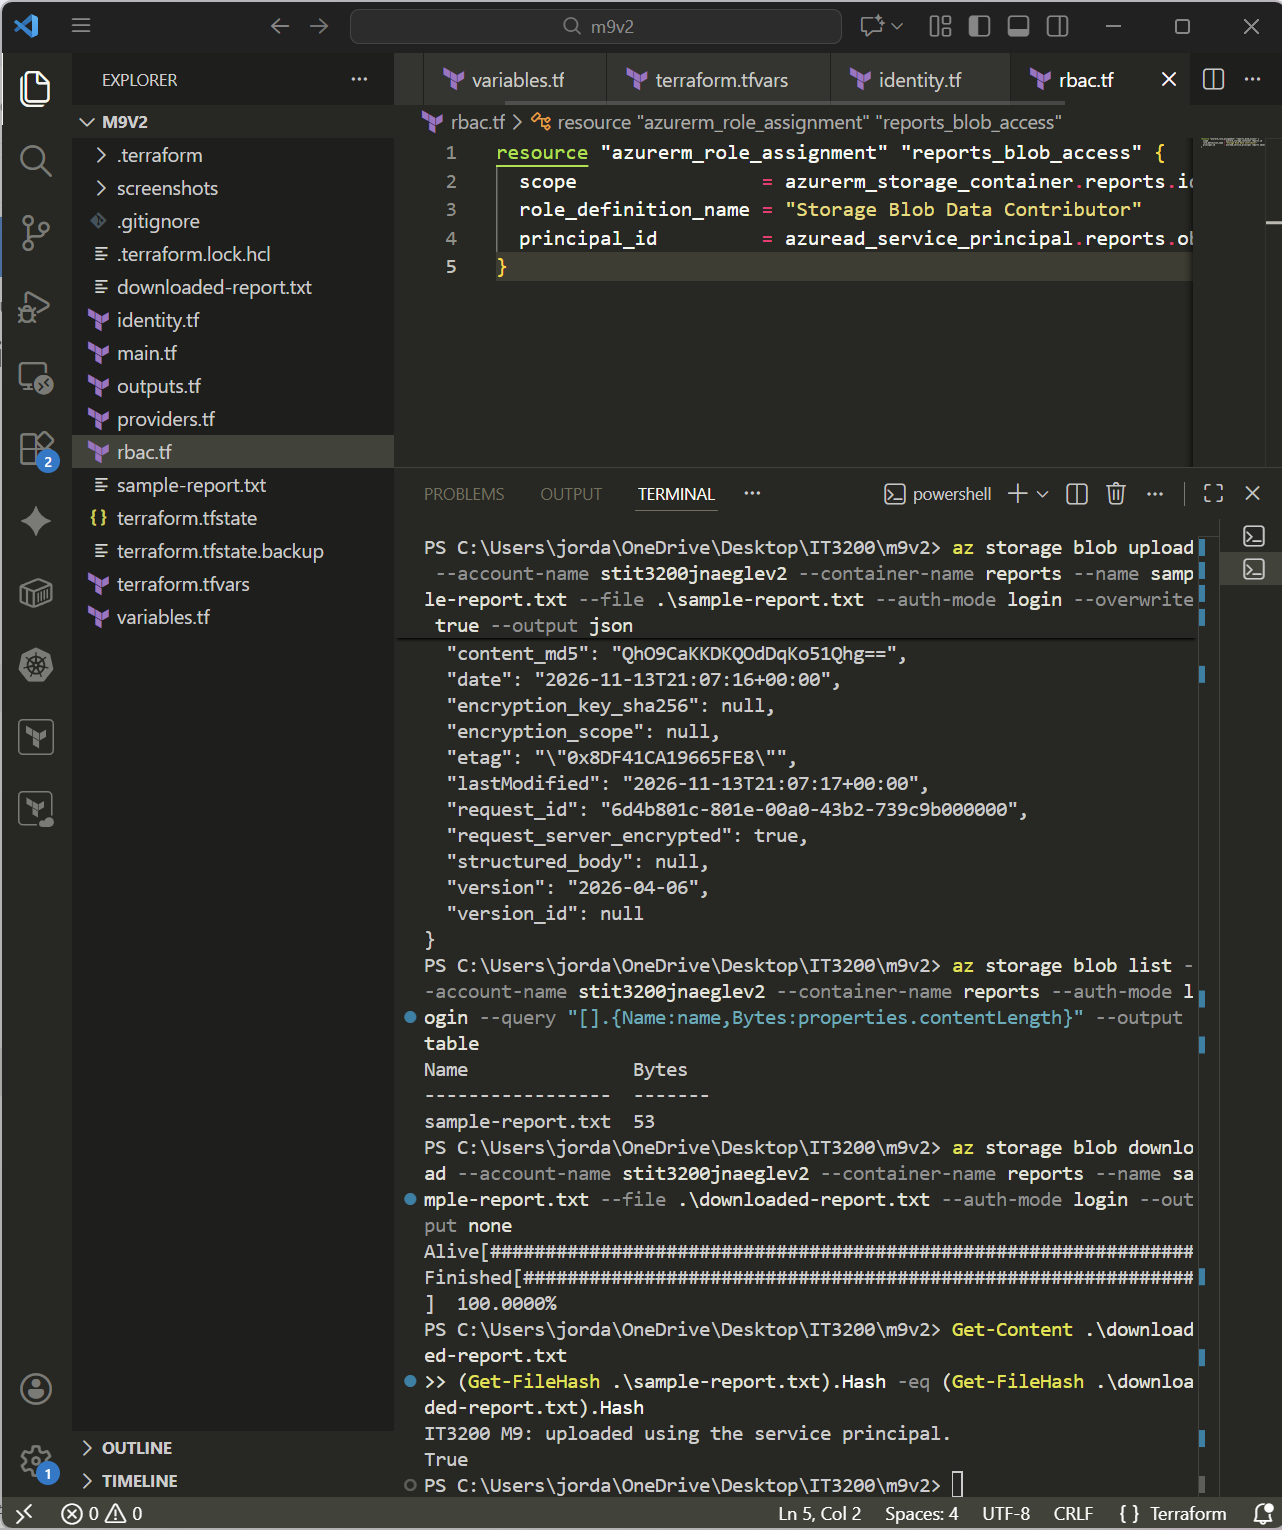 m9v2
EXPLORER
variables.tf
terraform.tfvars
identity.tf
rbac.tf
M9V2
.terraform
screenshots
.gitignore
.terraform.lock.hcl
downloaded-report.txt
identity.tf
main.tf
outputs.tf
providers.tf
rbac.tf
sample-report.txt
terraform.tfstate
terraform.tfstate.backup
terraform.tfvars
variables.tf
2
OUTLINE
TIMELINE
1
rbac.tf > resource "azurerm_role_assignment" "reports_blob_access"
1 resource "azurerm_role_assignment" "reports_blob_access" {
2 scope = azurerm_storage_container.reports.i
3 role_definition_name = "Storage Blob Data Contributor"
4 principal_id = azuread_service_principal.reports.o
5 }
PROBLEMS OUTPUT TERMINAL ...
powershell
PS C:\Users\jorda\OneDrive\Desktop\IT3200\m9v2> az storage blob upload
--account-name stit3200jnaeglev2 --container-name reports --name samp
le-report.txt --file .\sample-report.txt --auth-mode login --overwrite
true --output json
"content_md5": "QhO9CaKKDKQOdDqKo51Qhg==",
"date": "2026-11-13T21:07:16+00:00",
"encryption_key_sha256": null,
"encryption_scope": null,
"etag": "\"0x8DF41CA19665FE8\"",
"lastModified": "2026-11-13T21:07:17+00:00",
"request_id": "6d4b801c-801e-00a0-43b2-739c9b000000",
"request_server_encrypted": true,
"structured_body": null,
"version": "2026-04-06",
"version_id": null
}
PS C:\Users\jorda\OneDrive\Desktop\IT3200\m9v2> az storage blob list -
-account-name stit3200jnaeglev2 --container-name reports --auth-mode l
ogin --query "[].{Name:name,Bytes:properties.contentLength}" --output
table
Name Bytes
----------------- -------
sample-report.txt 53
PS C:\Users\jorda\OneDrive\Desktop\IT3200\m9v2> az storage blob downlo
ad --account-name stit3200jnaeglev2 --container-name reports --name sa
mple-report.txt --file .\downloaded-report.txt --auth-mode login --out
put none
Alive[################################################################
Finished[#############################################################
] 100.0000%
PS C:\Users\jorda\OneDrive\Desktop\IT3200\m9v2> Get-Content .\download
ed-report.txt
>> (Get-FileHash .\sample-report.txt).Hash -eq (Get-FileHash .\downloa
ded-report.txt).Hash
IT3200 M9: uploaded using the service principal.
True
PS C:\Users\jorda\OneDrive\Desktop\IT3200\m9v2>
0 0 Ln 5, Col 2 Spaces: 4 UTF-8 CRLF { } Terraform